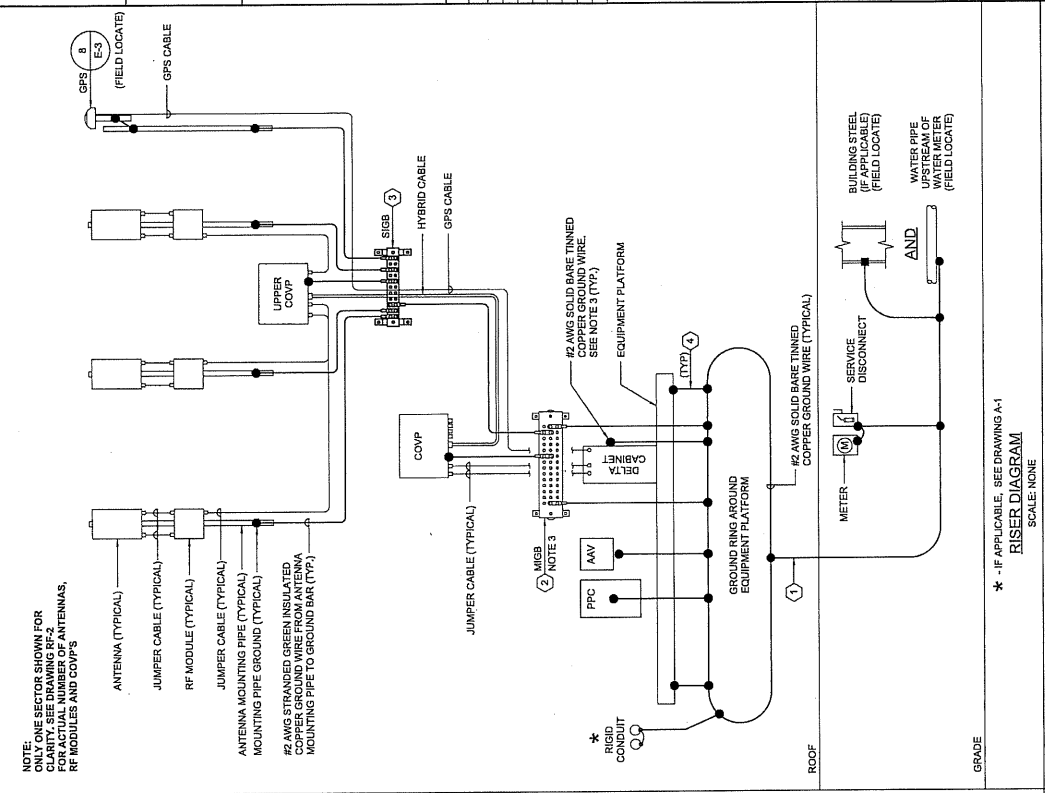 NOTE:
ONLY ONE SECTOR SHOWN FOR
CLARITY. SEE DRAWING RF-2
FOR ACTUAL NUMBER OF ANTENNAS,
RF MODULES AND COVP'S
ANTENNA (TYPICAL)
JUMPER CABLE (TYPICAL)
RF MODULE (TYPICAL)
JUMPER CABLE (TYPICAL)
ANTENNA MOUNTING PIPE (TYPICAL)
MOUNTING PIPE GROUND (TYPICAL)
#2 AWG STRANDED GREEN INSULATED
COPPER GROUND WIRE FROM ANTENNA
MOUNTING PIPE TO GROUND BAR (TYP.)
GPS
8
E-3
(FIELD LOCATE)
GPS CABLE
UPPER
COVP
SIGB
3
HYBRID CABLE
GPS CABLE
COVP
JUMPER CABLE (TYPICAL)
#2 AWG SOLID BARE TINNED
COPPER GROUND WIRE,
SEE NOTE 3 (TYP.)
EQUIPMENT PLATFORM
MIGB
2
NOTE 3
DELTA
CABINET
(TYP)
4
AAV
PPC
GROUND RING AROUND
EQUIPMENT PLATFORM
#2 AWG SOLID BARE TINNED
COPPER GROUND WIRE (TYPICAL)
1
*
RIGID
CONDUIT
ROOF
METER
M
SERVICE
DISCONNECT
BUILDING STEEL
(IF APPLICABLE)
(FIELD LOCATE)
AND
WATER PIPE
UPSTREAM OF
WATER METER
(FIELD LOCATE)
GRADE
* - IF APPLICABLE, SEE DRAWING A-1
RISER DIAGRAM
SCALE: NONE